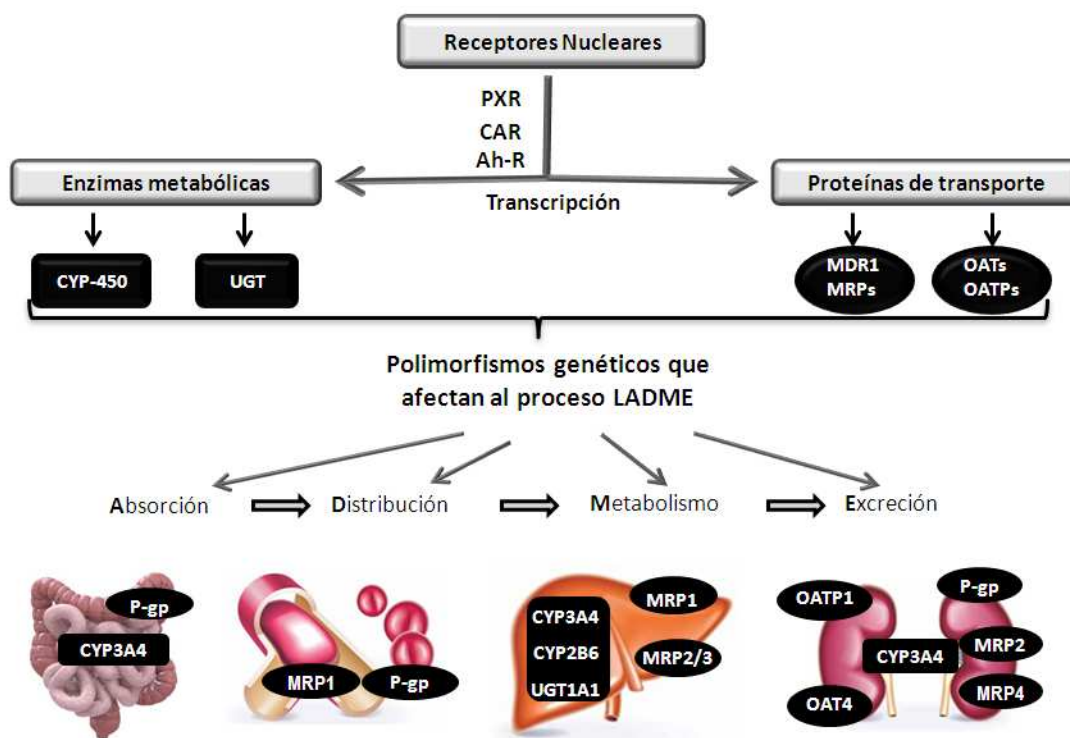 Receptores Nucleares
PXR
CAR
Ah-R
Enzimas metabólicas
Transcripción
Proteínas de transporte
CYP-450
UGT
MDR1
MRPs
OATs
OATPs
Polimorfismos genéticos que
afectan al proceso LADME
Absorción
Distribución
Metabolismo
Excreción
P-gp
CYP3A4
MRP1
P-gp
CYP3A4
CYP2B6
UGT1A1
MRP1
MRP2/3
OATP1
P-gp
CYP3A4
MRP2
OAT4
MRP4